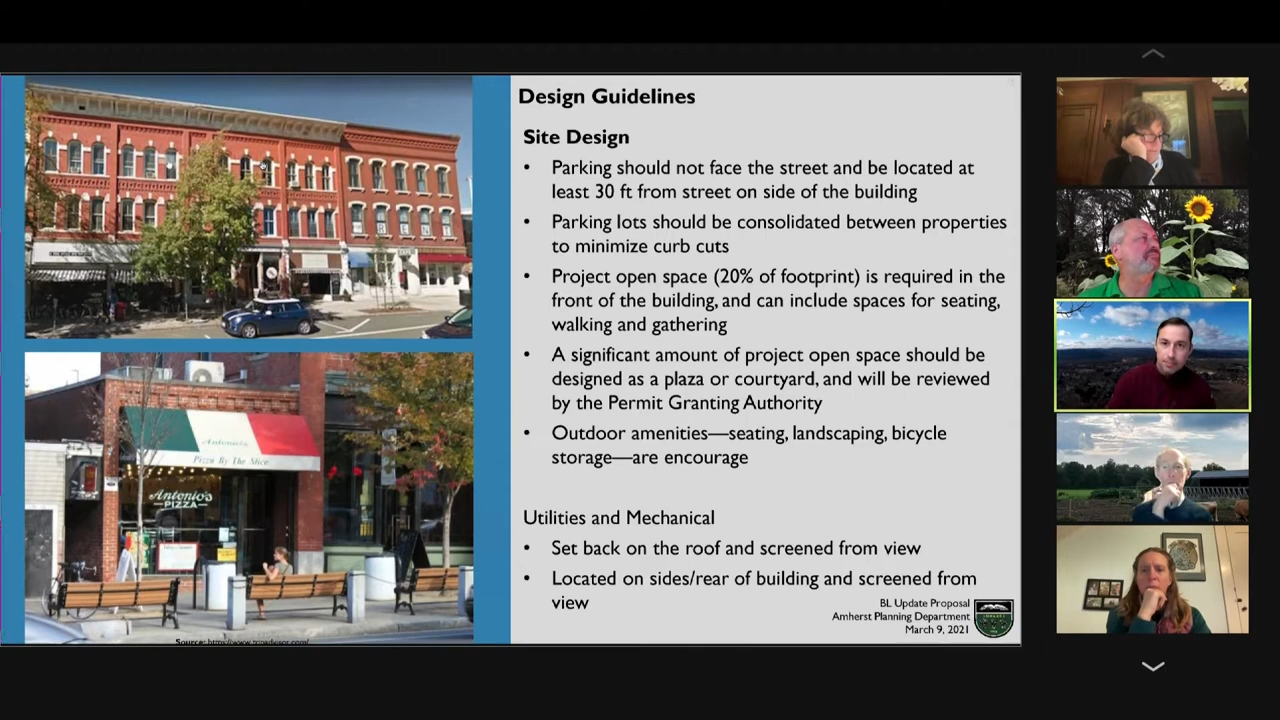 Design Guidelines
Site Design
• Parking should not face the street and be located at
least 30 ft from street on side of the building
• Parking lots should be consolidated between properties
to minimize curb cuts
• Project open space (20% of footprint) is required in the
front of the building, and can include spaces for seating,
walking and gathering
• A significant amount of project open space should be
designed as a plaza or courtyard, and will be reviewed
by the Permit Granting Authority
• Outdoor amenities—seating, landscaping, bicycle
storage—are encourage
Utilities and Mechanical
• Set back on the roof and screened from view
• Located on sides/rear of building and screened from
view
BL Update Proposal
Amherst Planning Department
March 9, 2021
Antonio's
Pizza By The Slice
Antonio's
PIZZA
Source: https://www.tripadvisor.com/